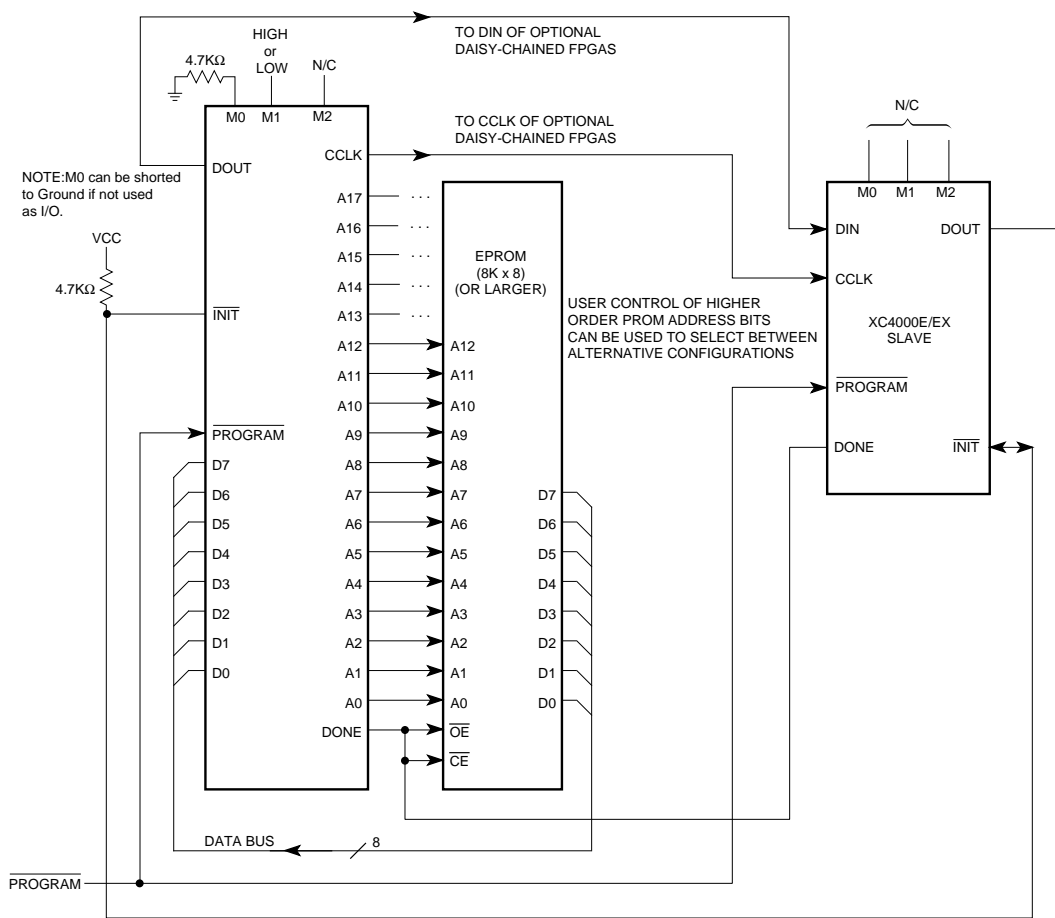 TO DIN OF OPTIONAL
DAISY-CHAINED FPGAS
HIGH
or
LOW
4.7KΩ
N/C
M0
M1
M2
TO CCLK OF OPTIONAL
DAISY-CHAINED FPGAS
N/C
M0
M1
M2
DOUT
CCLK
NOTE:M0 can be shorted
to Ground if not used
as I/O.
VCC
4.7KΩ
INIT
PROGRAM
D7
D6
D5
D4
D3
D2
D1
D0
A17
...
A16
...
A15
...
A14
...
A13
...
A12
A11
A10
A9
A8
A7
A6
A5
A4
A3
A2
A1
A0
DONE
EPROM
(8K x 8)
(OR LARGER)
A12
A11
A10
A9
A8
A7
A6
A5
A4
A3
A2
A1
A0
OE
CE
D7
D6
D5
D4
D3
D2
D1
D0
USER CONTROL OF HIGHER
ORDER PROM ADDRESS BITS
CAN BE USED TO SELECT BETWEEN
ALTERNATIVE CONFIGURATIONS
DIN
DOUT
CCLK
XC4000E/EX
SLAVE
PROGRAM
DONE
INIT
DATA BUS
8
PROGRAM